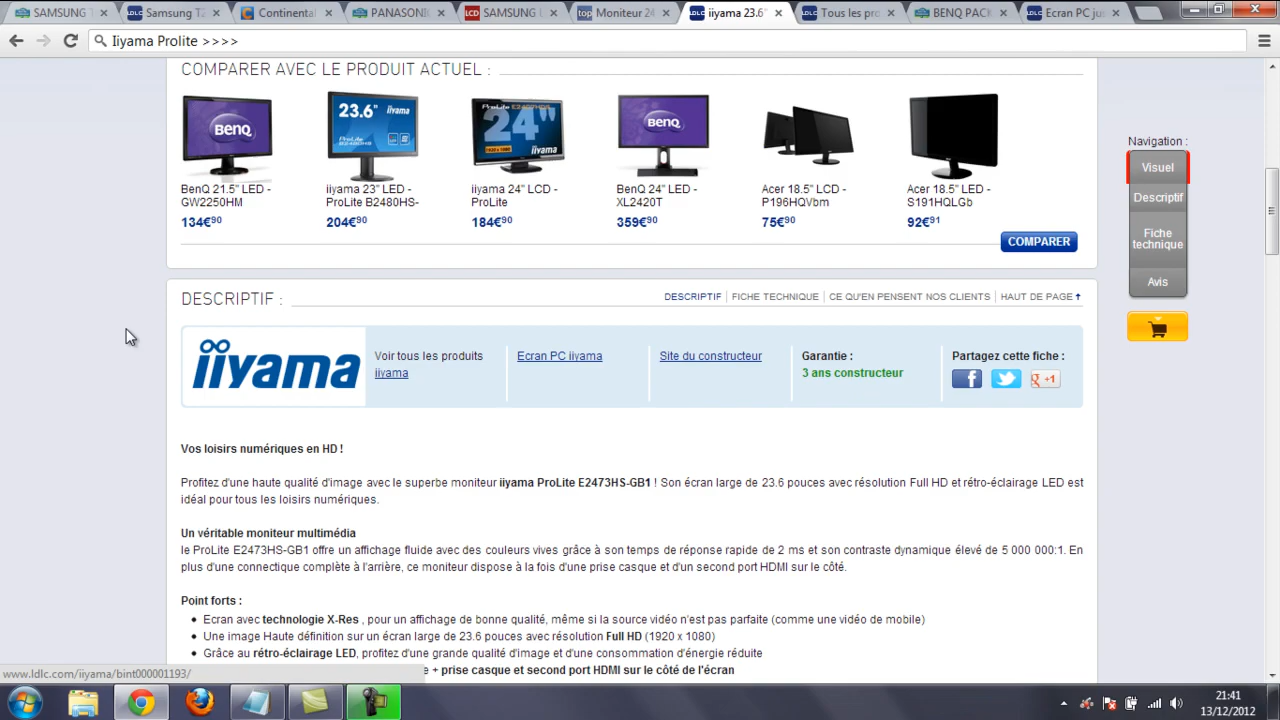 SAMSUNG T
Samsung T2
Continental
PANASONIC
SAMSUNG L
Moniteur 24
iiyama 23.6"
Tous les pro
BENQ PACK
Ecran PC jus
Iiyama Prolite >>>>
COMPARER AVEC LE PRODUIT ACTUEL :
BenQ 21.5" LED - GW2250HM 134€90
iiyama 23" LED - ProLite B2480HS- 204€90
iiyama 24" LCD - ProLite 184€90
BenQ 24" LED - XL2420T 359€90
Acer 18.5" LCD - P196HQVbm 75€90
Acer 18.5" LED - S191HQLGb 92€91
COMPARER
Navigation :
Visuel
Descriptif
Fiche technique
Avis
DESCRIPTIF :
DESCRIPTIF | FICHE TECHNIQUE | CE QU'EN PENSENT NOS CLIENTS | HAUT DE PAGE
iiyama
Voir tous les produits
iiyama
Ecran PC iiyama
Site du constructeur
Garantie :
3 ans constructeur
Partagez cette fiche :
Vos loisirs numériques en HD !
Profitez d'une haute qualité d'image avec le superbe moniteur iiyama ProLite E2473HS-GB1 ! Son écran large de 23.6 pouces avec résolution Full HD et rétro-éclairage LED est
idéal pour tous les loisirs numériques.
Un véritable moniteur multimédia
le ProLite E2473HS-GB1 offre un affichage fluide avec des couleurs vives grâce à son temps de réponse rapide de 2 ms et son contraste dynamique élevé de 5 000 000:1. En
plus d'une connectique complète à l'arrière, ce moniteur dispose à la fois d'une prise casque et d'un second port HDMI sur le côté.
Point forts :
Ecran avec technologie X-Res , pour un affichage de bonne qualité, même si la source vidéo n'est pas parfaite (comme une vidéo de mobile)
Une image Haute définition sur un écran large de 23.6 pouces avec résolution Full HD (1920 x 1080)
Grâce au rétro-éclairage LED, profitez d'une grande qualité d'image et d'une consommation d'énergie réduite
e + prise casque et second port HDMI sur le côté de l'écran
www.ldlc.com/iiyama/bint000001193/
21:41
13/12/2012